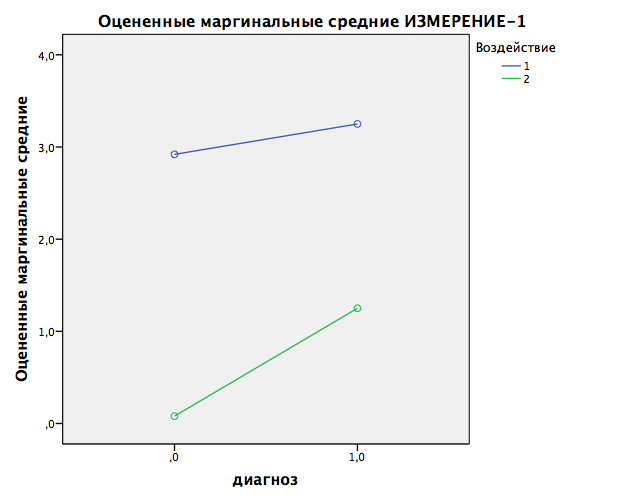 Оцененные маргинальные средние ИЗМЕРЕНИЕ-1
Воздействие
1
2
Оцененные маргинальные средние
4,0
3,0
2,0
1,0
,0
,0
1,0
диагноз